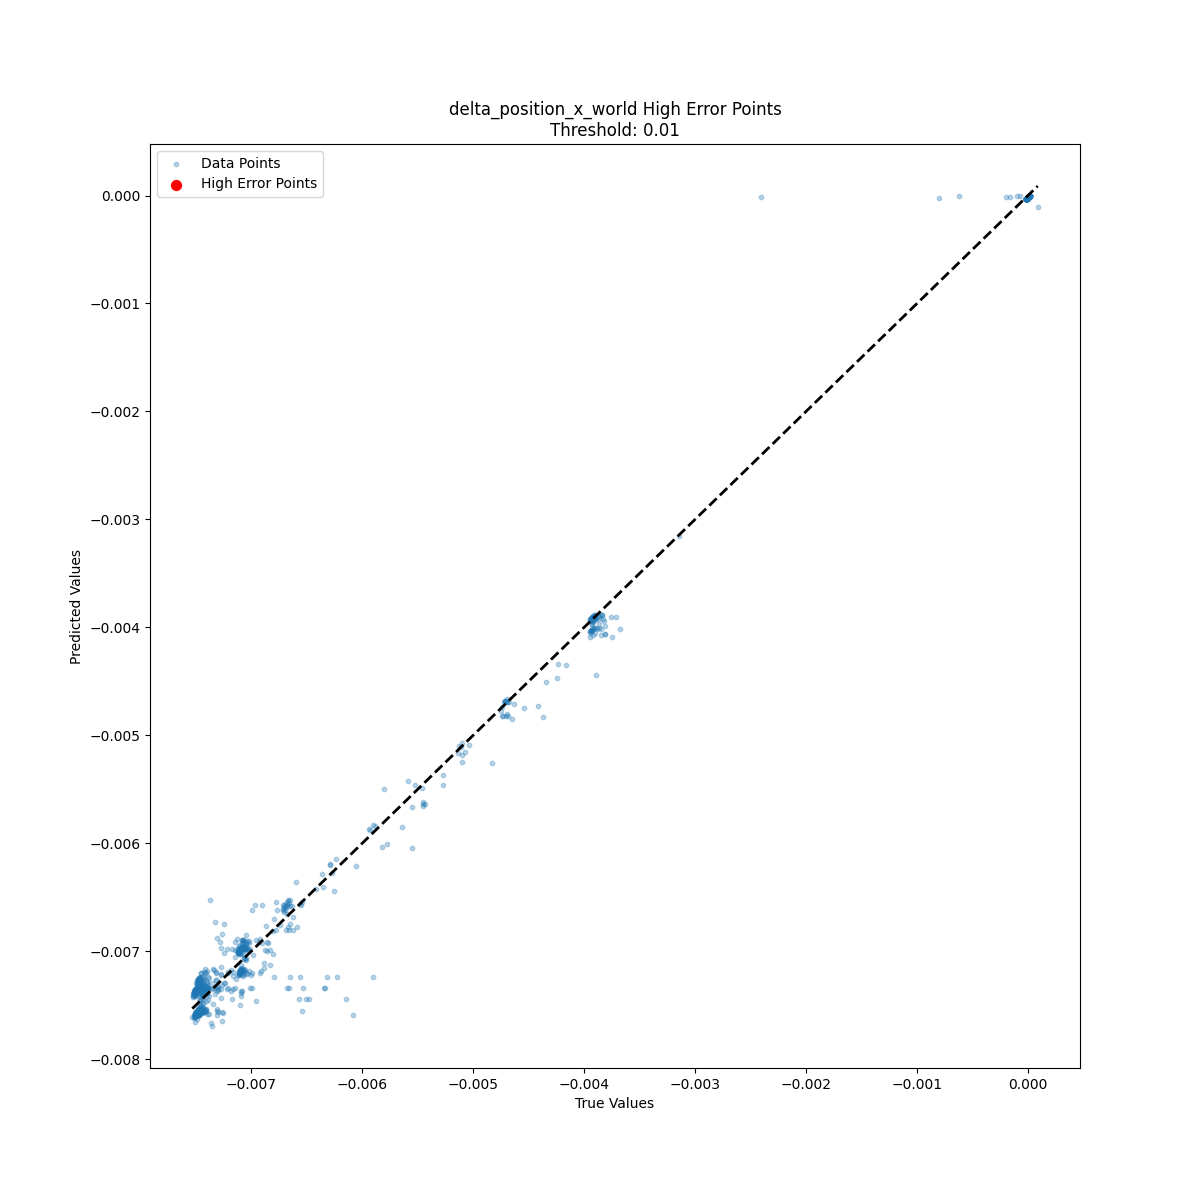 delta_position_x_world High Error Points
Threshold: 0.01
Data Points
High Error Points
0.000
−0.001
−0.002
−0.003
−0.004
−0.005
−0.006
−0.007
−0.008
Predicted Values
−0.007 −0.006 −0.005 −0.004 −0.003 −0.002 −0.001 0.000
True Values